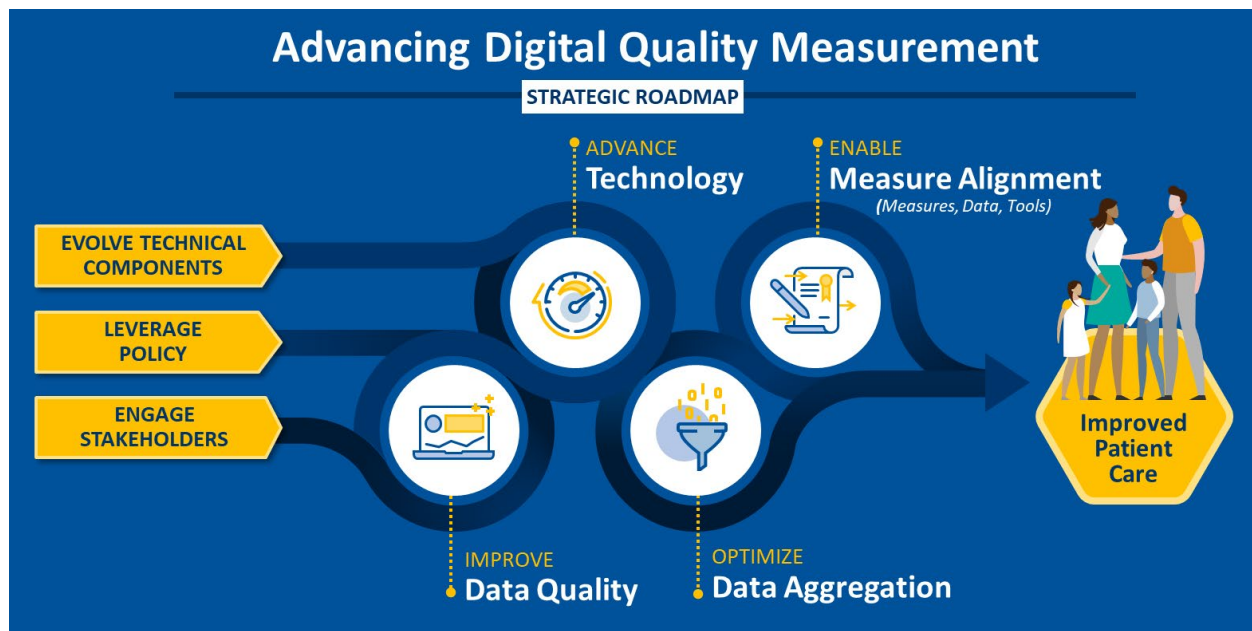 Advancing Digital Quality Measurement
STRATEGIC ROADMAP
EVOLVE TECHNICAL
COMPONENTS
LEVERAGE
POLICY
ENGAGE
STAKEHOLDERS
IMPROVE
Data Quality
ADVANCE
Technology
OPTIMIZE
Data Aggregation
ENABLE
Measure Alignment
(Measures, Data, Tools)
Improved
Patient
Care